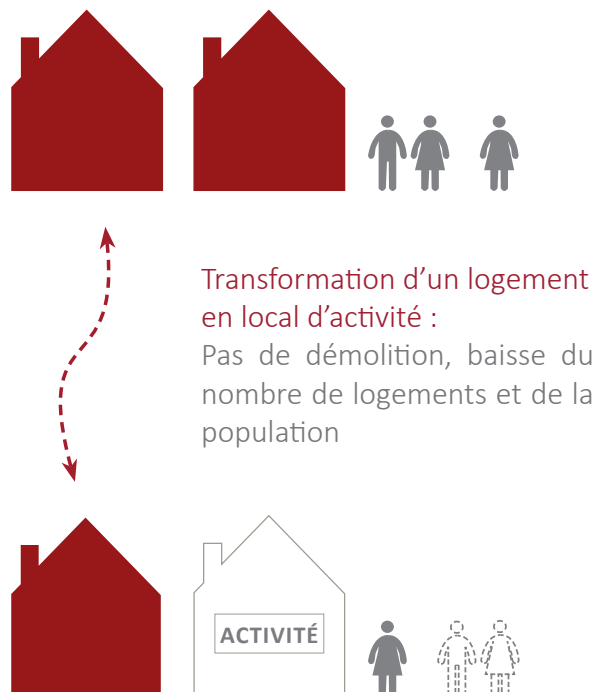 Transformation d’un logement
en local d’activité :
Pas de démolition, baisse du
nombre de logements et de la
population
ACTIVITÉ